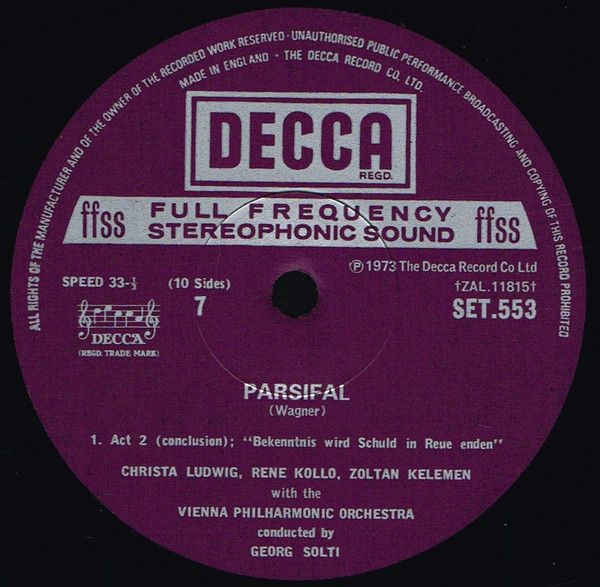 ALL RIGHTS OF THE MANUFACTURER AND OF THE OWNER OF THE RECORDED WORK RESERVED · UNAUTHORISED PUBLIC PERFORMANCE BROADCASTING AND COPYING OF THIS RECORD PROHIBITED
MADE IN ENGLAND · THE DECCA RECORD CO. LTD.
DECCA
REGD.
ffss FULL FREQUENCY STEREOPHONIC SOUND ffss
℗ 1973 The Decca Record Co Ltd
SPEED 33-⅓ (10 Sides) †ZAL.11815†
7 SET.553
DECCA
(REGD. TRADE MARK)
PARSIFAL
(Wagner)
1. Act 2 (conclusion); "Bekenntnis wird Schuld in Reue enden"
CHRISTA LUDWIG, RENE KOLLO, ZOLTAN KELEMEN
with the
VIENNA PHILHARMONIC ORCHESTRA
conducted by
GEORG SOLTI